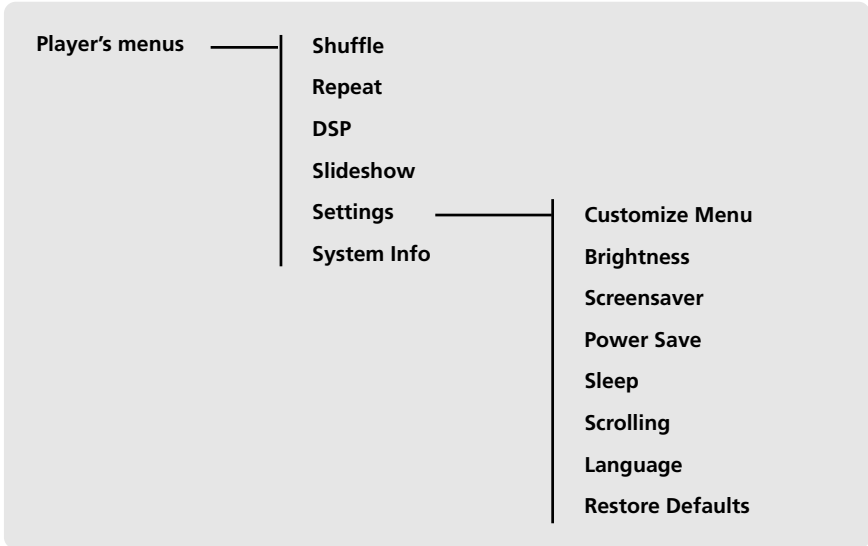 Player’s menus
Shuffle
Repeat
DSP
Slideshow
Settings
System Info
Customize Menu
Brightness
Screensaver
Power Save
Sleep
Scrolling
Language
Restore Defaults